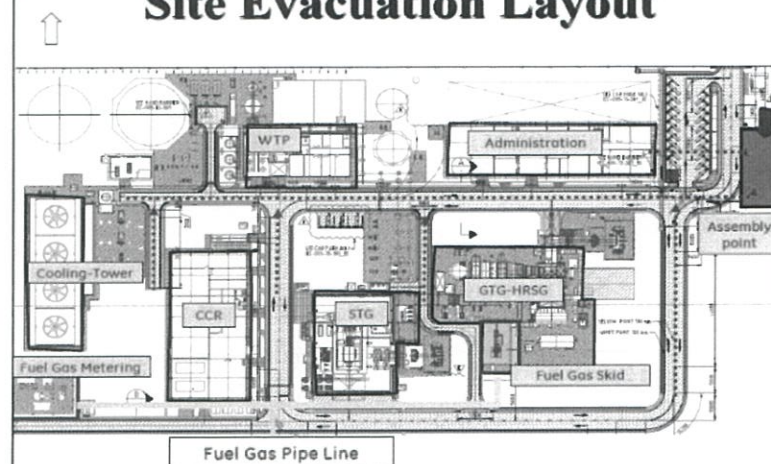 Site Evacuation Layout
WTP
Administration
Assembly
point
Cooling-Tower
GTG-HRSG
CCR
STG
Fuel Gas Metering
Fuel Gas Skid
Fuel Gas Pipe Line